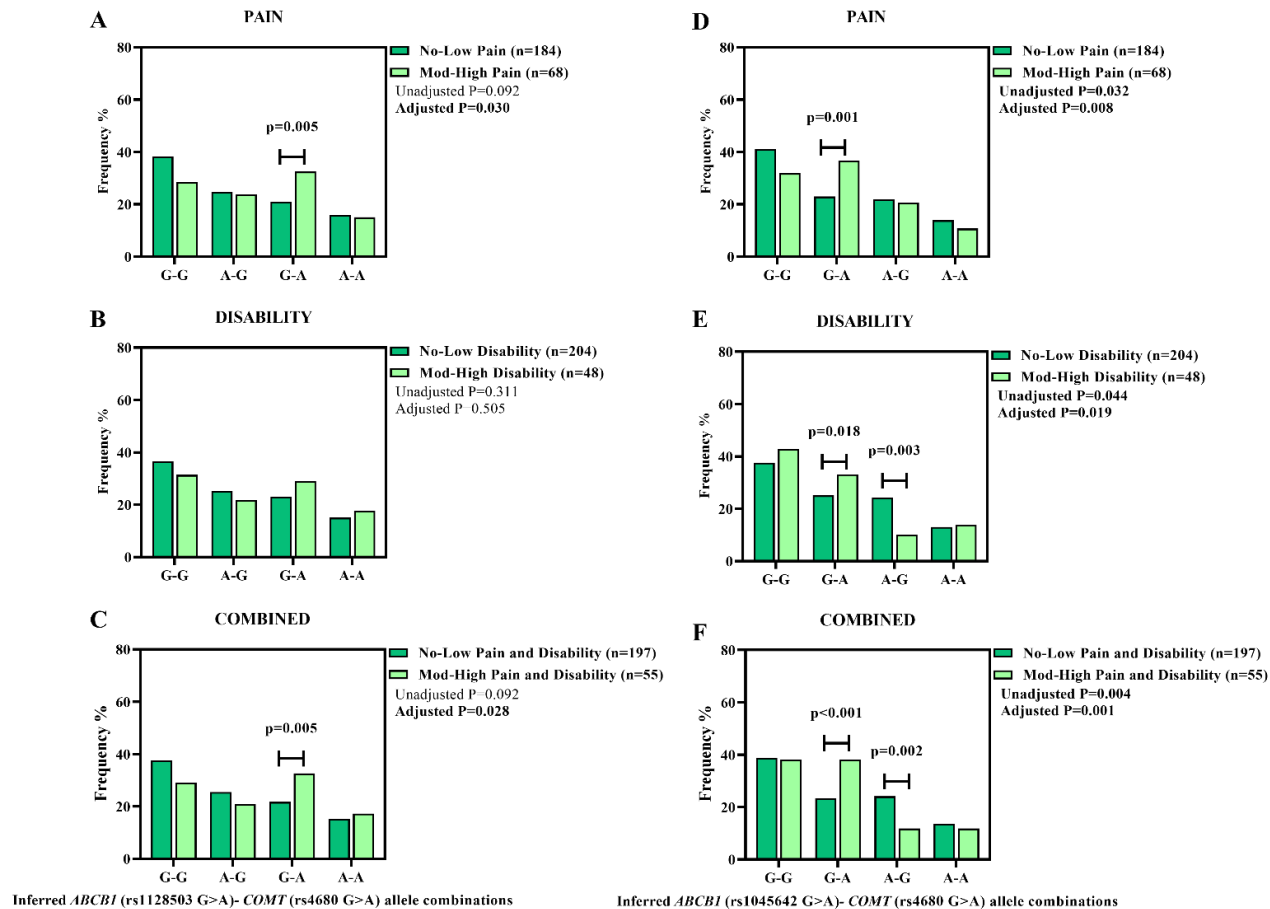 A
PAIN
80
60
40
20
0
Frequency %
p=0.005
G-G A-G G-A A-A
No-Low Pain (n=184)
Mod-High Pain (n=68)
Unadjusted P=0.092
Adjusted P=0.030
D
PAIN
80
60
40
20
0
Frequency %
p=0.001
G-G G-A A-G A-A
No-Low Pain (n=184)
Mod-High Pain (n=68)
Unadjusted P=0.032
Adjusted P=0.008
B
DISABILITY
80
60
40
20
0
Frequency %
G-G A-G G-A A-A
No-Low Disability (n=204)
Mod-High Disability (n=48)
Unadjusted P=0.311
Adjusted P=0.505
E
DISABILITY
80
60
40
20
0
Frequency %
p=0.018
p=0.003
G-G G-A A-G A-A
No-Low Disability (n=204)
Mod-High Disability (n=48)
Unadjusted P=0.044
Adjusted P=0.019
C
COMBINED
80
60
40
20
0
Frequency %
p=0.005
G-G A-G G-A A-A
No-Low Pain and Disability (n=197)
Mod-High Pain and Disability (n=55)
Unadjusted P=0.092
Adjusted P=0.028
Inferred ABCB1 (rs1128503 G>A)- COMT (rs4680 G>A) allele combinations
F
COMBINED
80
60
40
20
0
Frequency %
p<0.001
p=0.002
G-G G-A A-G A-A
No-Low Pain and Disability (n=197)
Mod-High Pain and Disability (n=55)
Unadjusted P=0.004
Adjusted P=0.001
Inferred ABCB1 (rs1045642 G>A)- COMT (rs4680 G>A) allele combinations